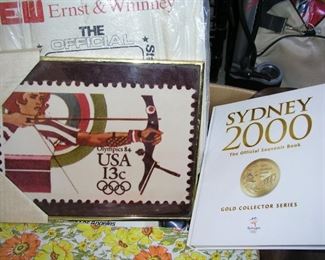 EW Ernst & Whinney
THE
OFFICIAL
Olympics 84
USA
13c
SYDNEY
2000
The Official Souvenir Book
GOLD COLLECTOR SERIES